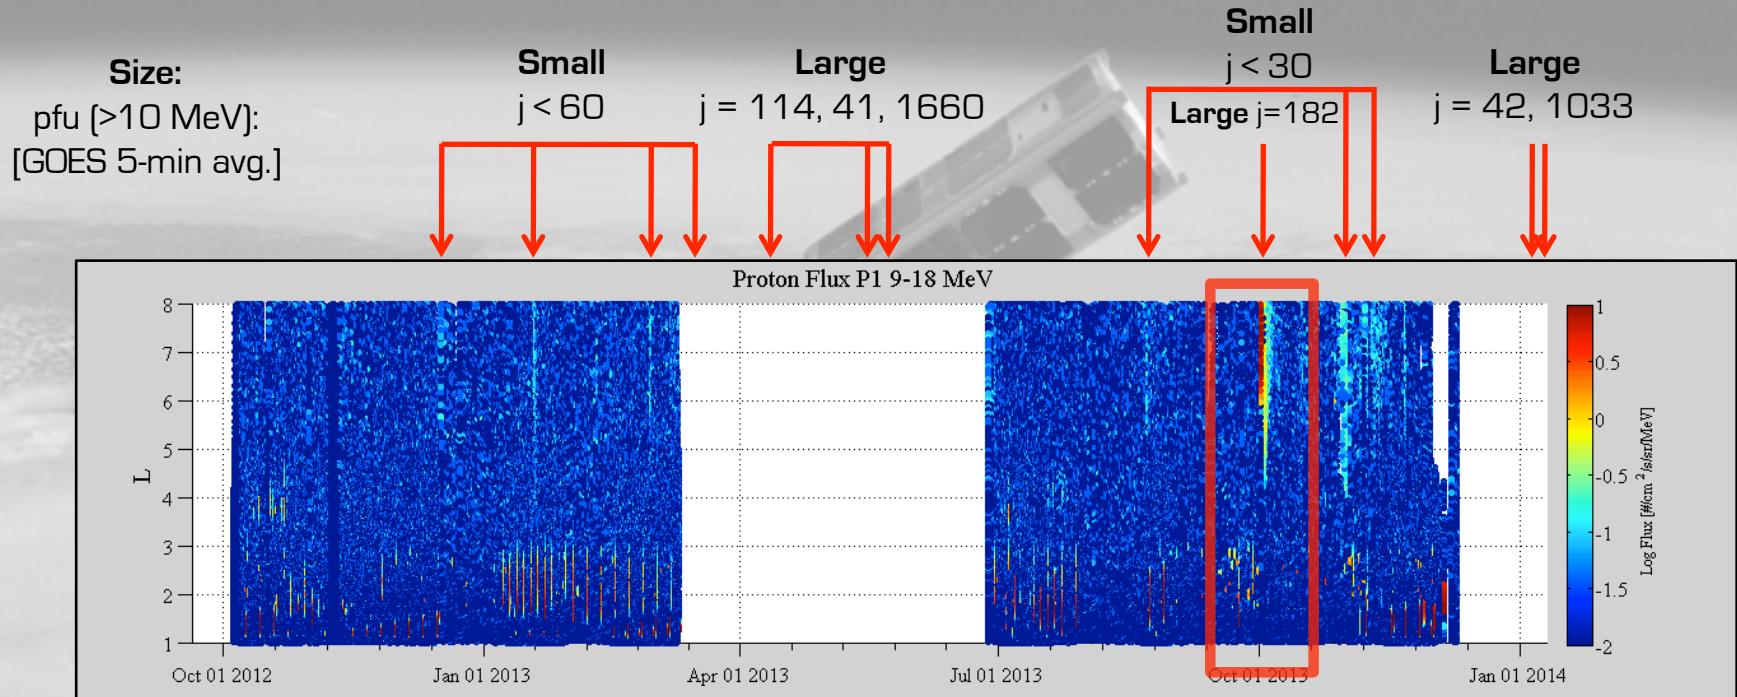 Size:
pfu (>10 MeV):
[GOES 5-min avg.]
Small
j < 60
Large
j = 114, 41, 1660
Small
j < 30
Large j=182
Large
j = 42, 1033
Proton Flux P1 9-18 MeV
8
7
6
5
4
3
2
1
L
Oct 01 2012
Jan 01 2013
Apr 01 2013
Jul 01 2013
Oct 01 2013
Jan 01 2014
1
0.5
0
-0.5
-1
-1.5
-2
Log Flux [#/cm ²/s/sr/MeV]